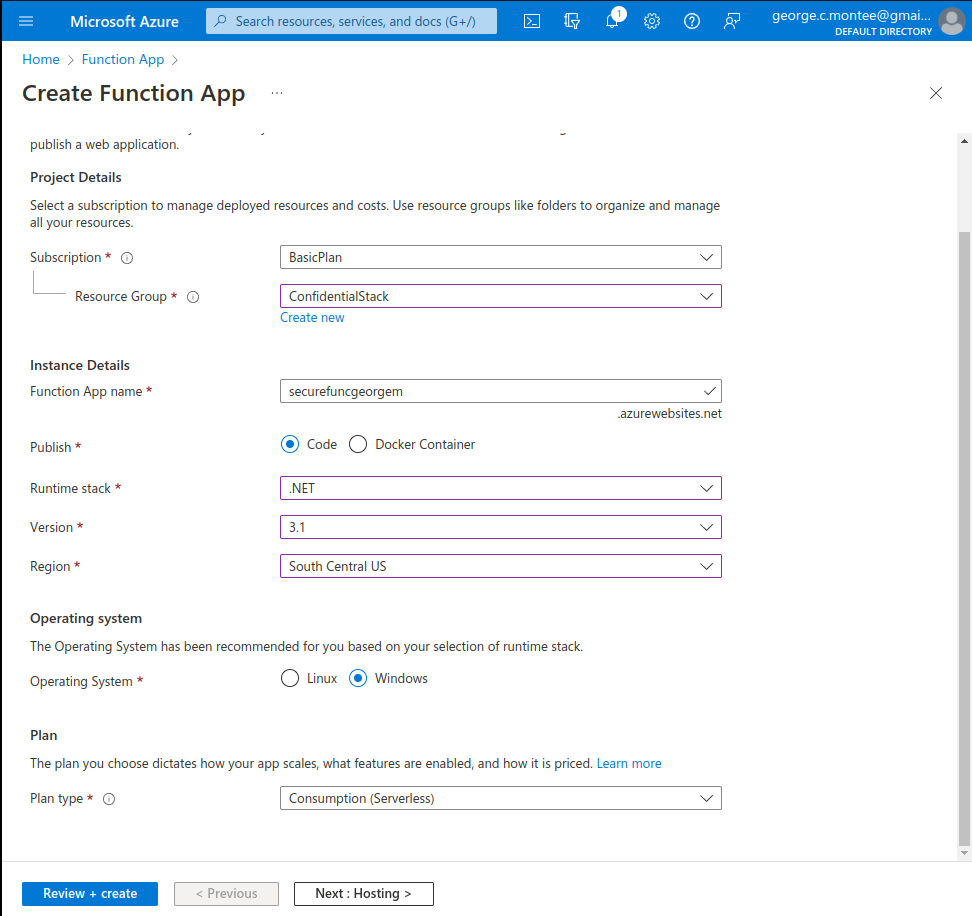 Microsoft Azure
Search resources, services, and docs (G+/)
1
george.c.montee@gmai...
DEFAULT DIRECTORY
Home > Function App >
Create Function App ...
publish a web application.
Project Details
Select a subscription to manage deployed resources and costs. Use resource groups like folders to organize and manage
all your resources.
Subscription * BasicPlan
Resource Group * ConfidentialStack
Create new
Instance Details
Function App name * securefuncgeorgem
.azurewebsites.net
Publish * Code Docker Container
Runtime stack * .NET
Version * 3.1
Region * South Central US
Operating system
The Operating System has been recommended for you based on your selection of runtime stack.
Operating System * Linux Windows
Plan
The plan you choose dictates how your app scales, what features are enabled, and how it is priced. Learn more
Plan type * Consumption (Serverless)
Review + create < Previous Next : Hosting >